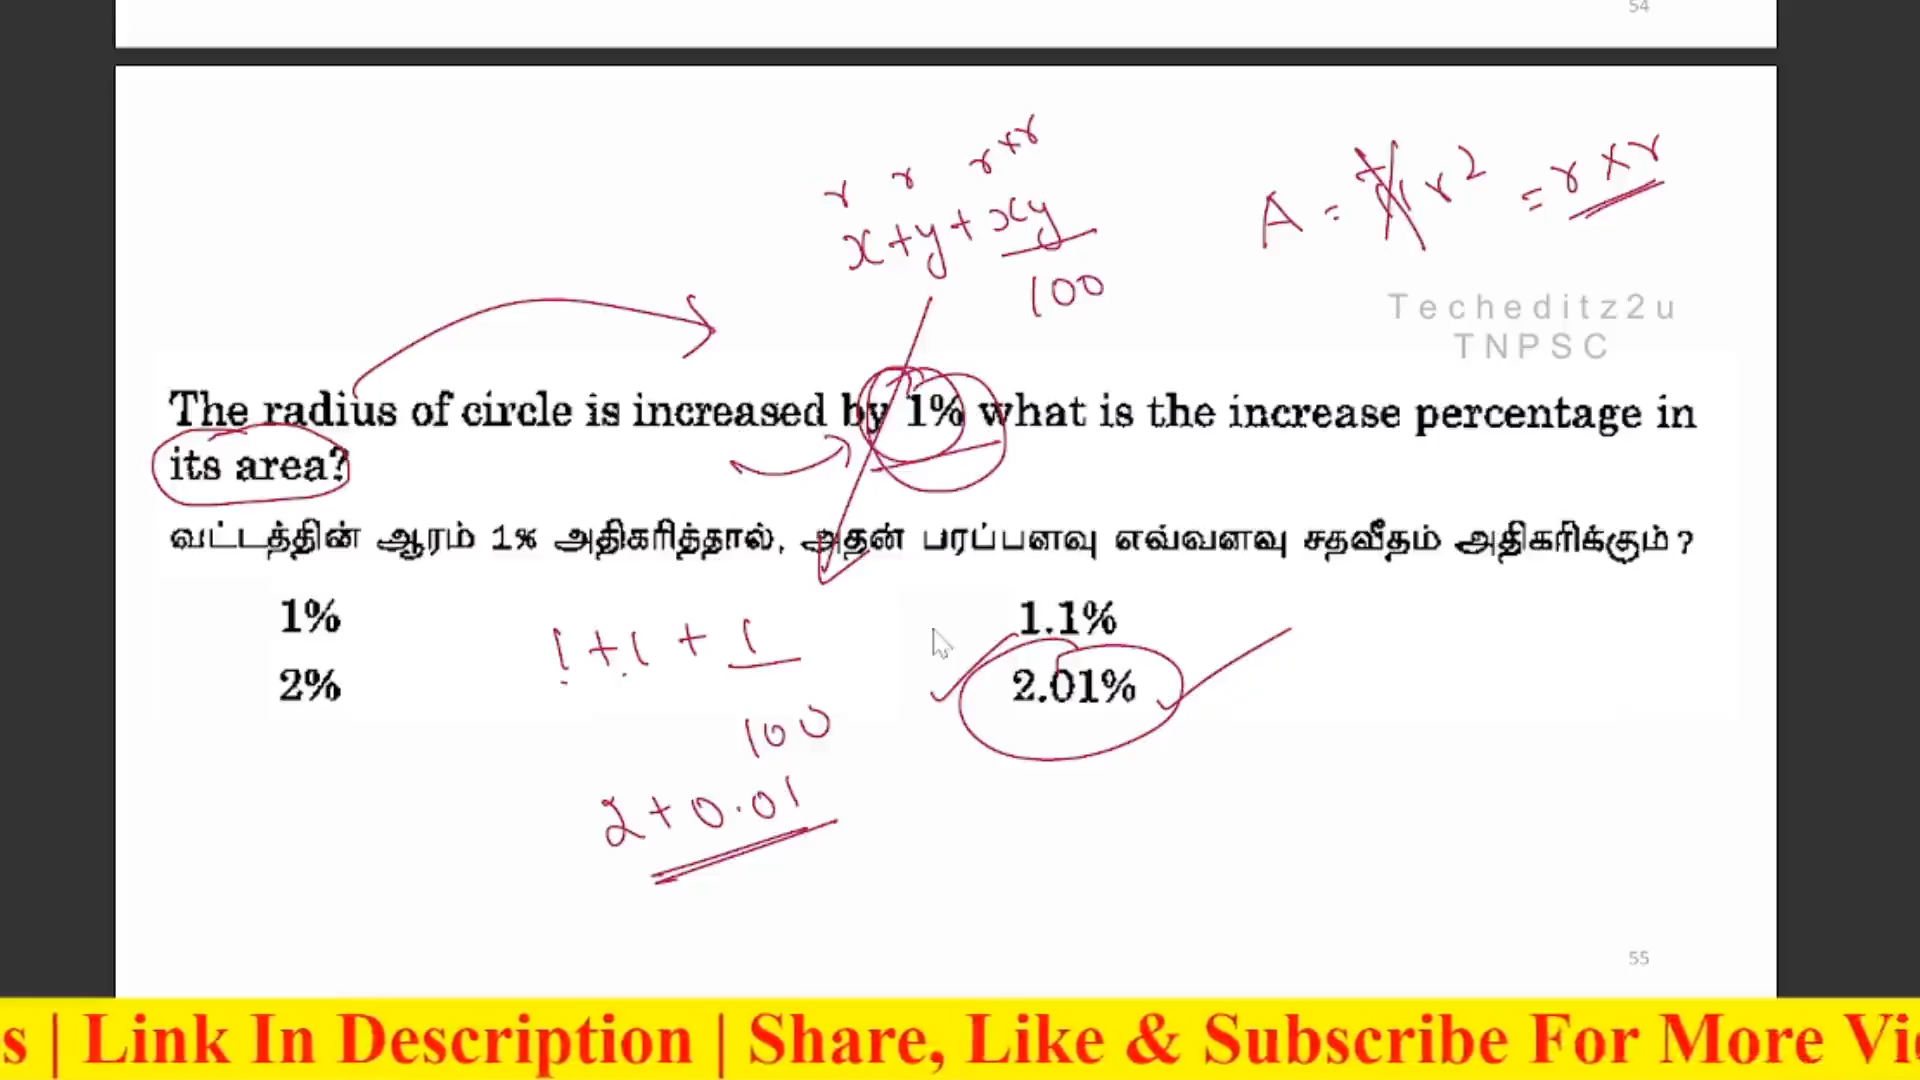 54
r r r×r
x+y+xy
100
A = πr2 = r×r
Techeditz2u
TNPSC
The radius of circle is increased by 1% what is the increase percentage in
its area?
வட்டத்தின் ஆரம் 1% அதிகரித்தால், அதன் பரப்பளவு எவ்வளவு சதவீதம் அதிகரிக்கும்?
1%
1.1%
1+1+1
100
2%
2.01%
2+0.01
55
s | Link In Description | Share, Like & Subscribe For More Vi